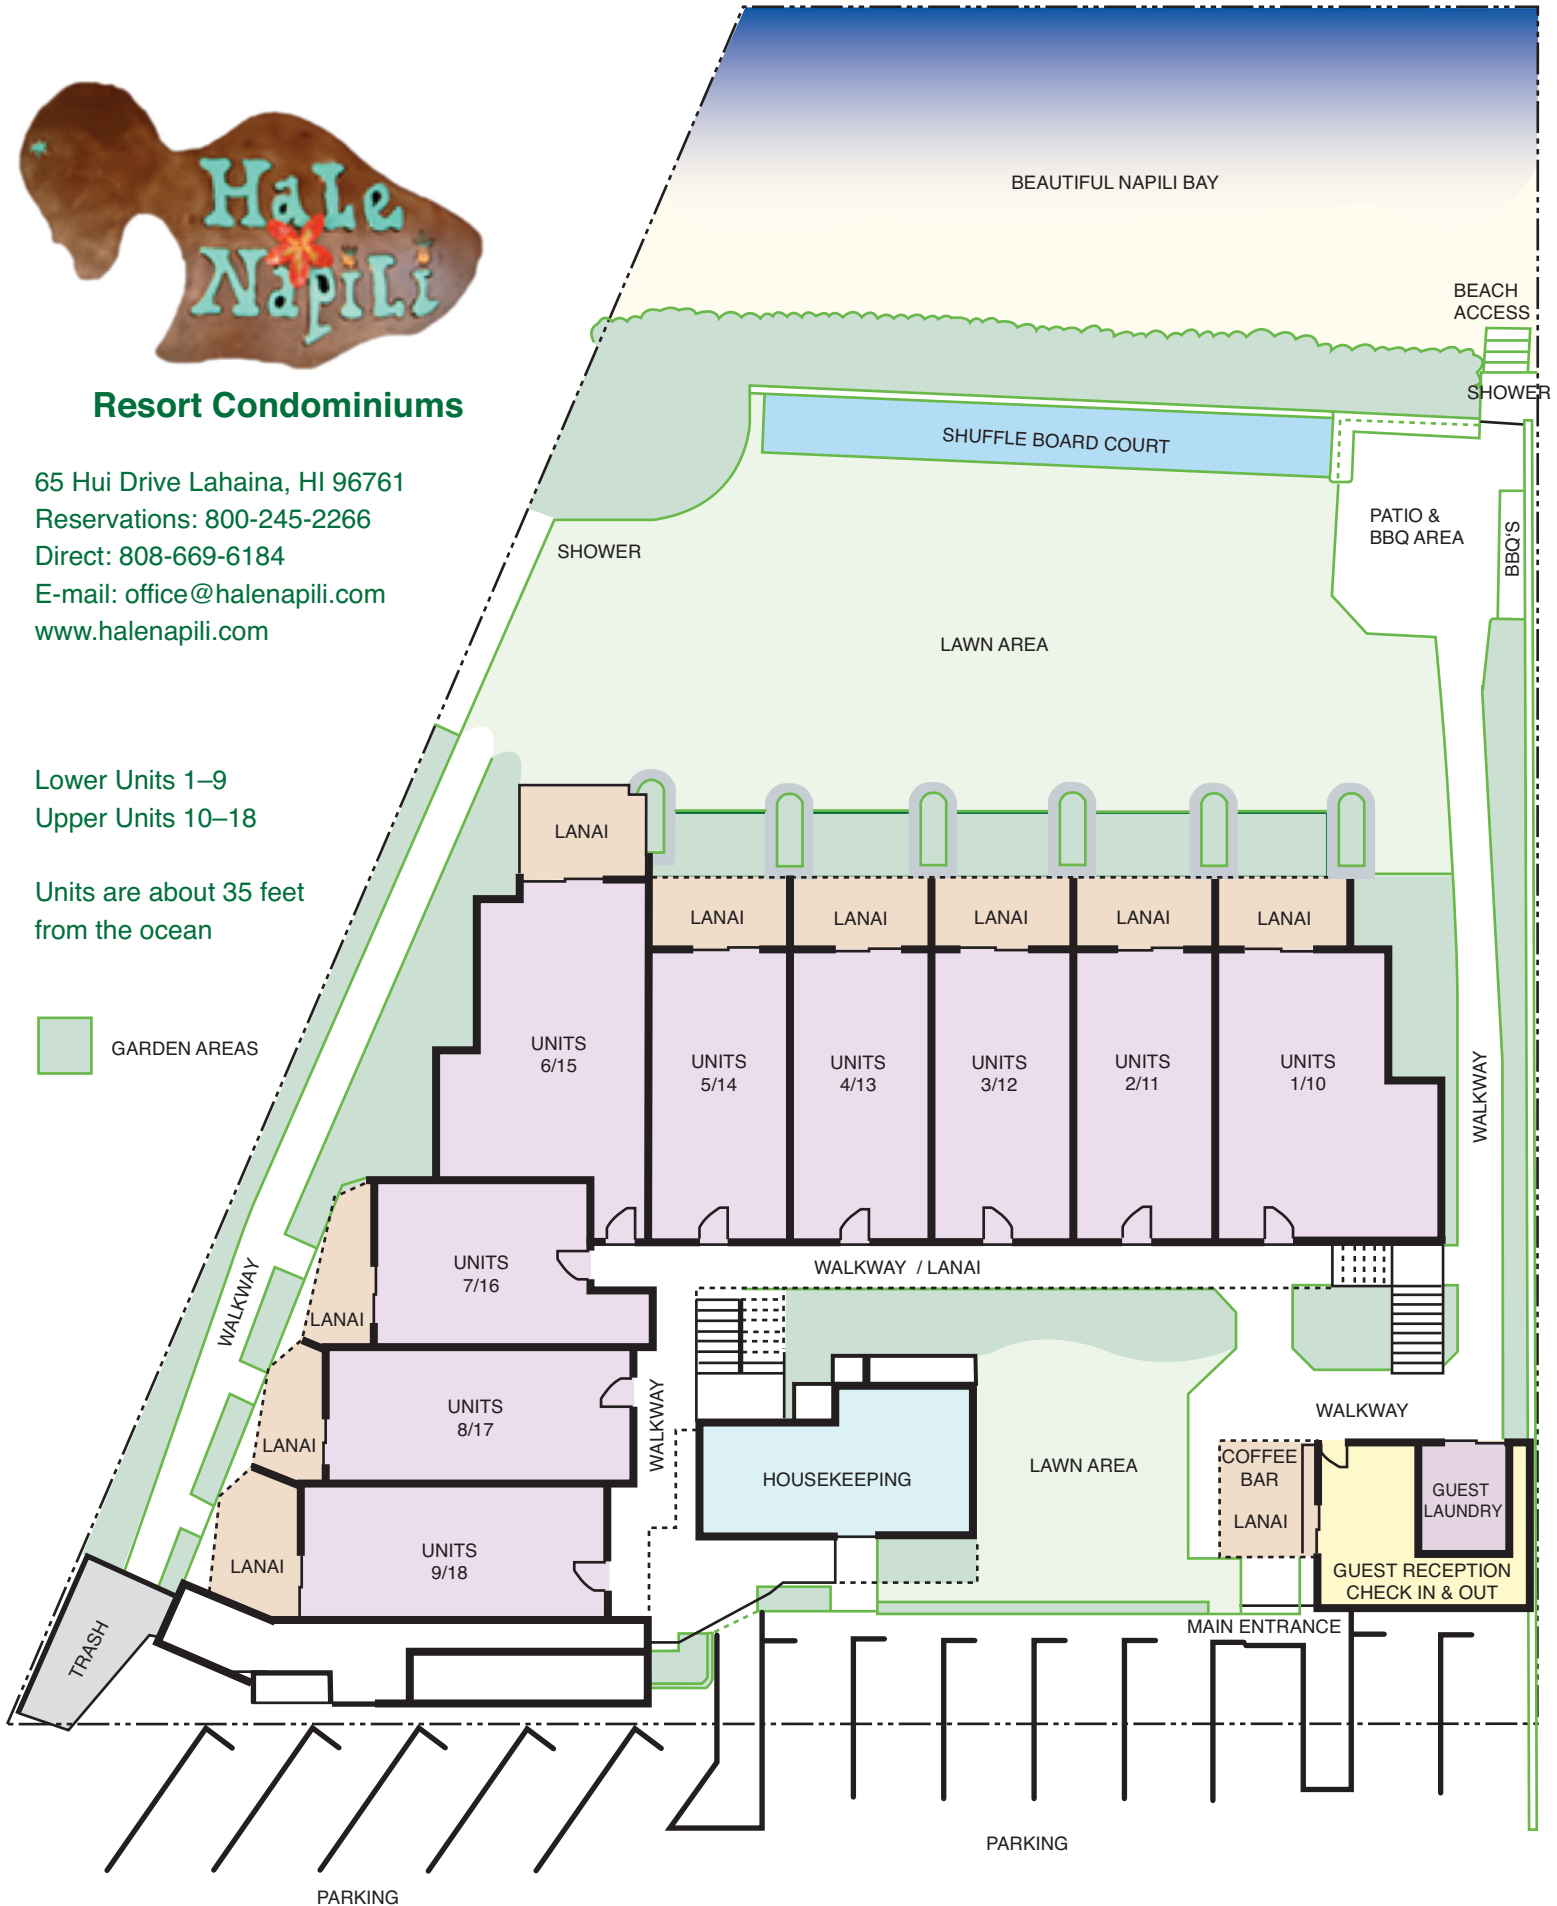 HaLe
NapiLi
Resort Condominiums
65 Hui Drive Lahaina, HI 96761
Reservations: 800-245-2266
Direct: 808-669-6184
E-mail: office@halenapili.com
www.halenapili.com
Lower Units 1–9
Upper Units 10–18
Units are about 35 feet
from the ocean
GARDEN AREAS
BEAUTIFUL NAPILI BAY
BEACH
ACCESS
SHOWER
SHUFFLE BOARD COURT
PATIO &
BBQ AREA
BBQ'S
SHOWER
LAWN AREA
LANAI
LANAI
LANAI
LANAI
LANAI
LANAI
UNITS
6/15
UNITS
5/14
UNITS
4/13
UNITS
3/12
UNITS
2/11
UNITS
1/10
WALKWAY
WALKWAY / LANAI
UNITS
7/16
LANAI
WALKWAY
UNITS
8/17
LANAI
WALKWAY
WALKWAY
HOUSEKEEPING
LAWN AREA
COFFEE
BAR
LANAI
GUEST
LAUNDRY
GUEST RECEPTION
CHECK IN & OUT
UNITS
9/18
LANAI
MAIN ENTRANCE
TRASH
PARKING
PARKING